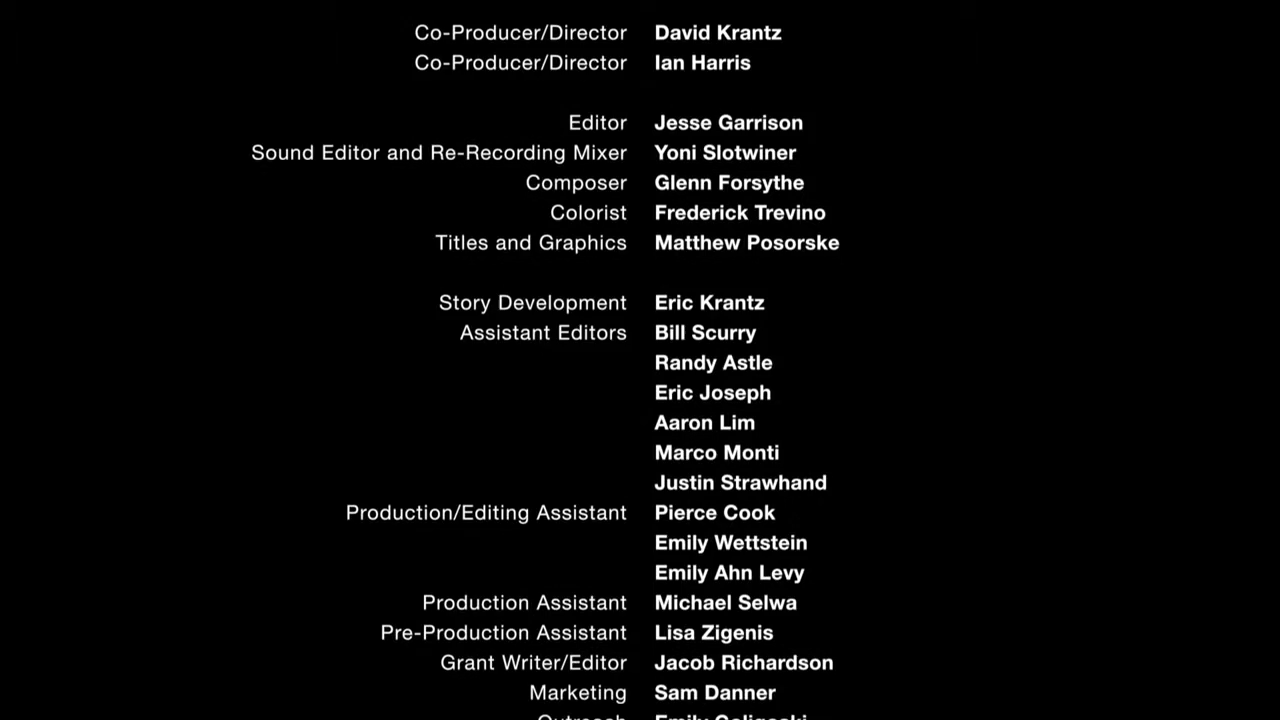 Co-Producer/Director David Krantz
Co-Producer/Director Ian Harris
Editor Jesse Garrison
Sound Editor and Re-Recording Mixer Yoni Slotwiner
Composer Glenn Forsythe
Colorist Frederick Trevino
Titles and Graphics Matthew Posorske
Story Development Eric Krantz
Assistant Editors Bill Scurry
Randy Astle
Eric Joseph
Aaron Lim
Marco Monti
Justin Strawhand
Production/Editing Assistant Pierce Cook
Emily Wettstein
Emily Ahn Levy
Production Assistant Michael Selwa
Pre-Production Assistant Lisa Zigenis
Grant Writer/Editor Jacob Richardson
Marketing Sam Danner
Outreach Emily